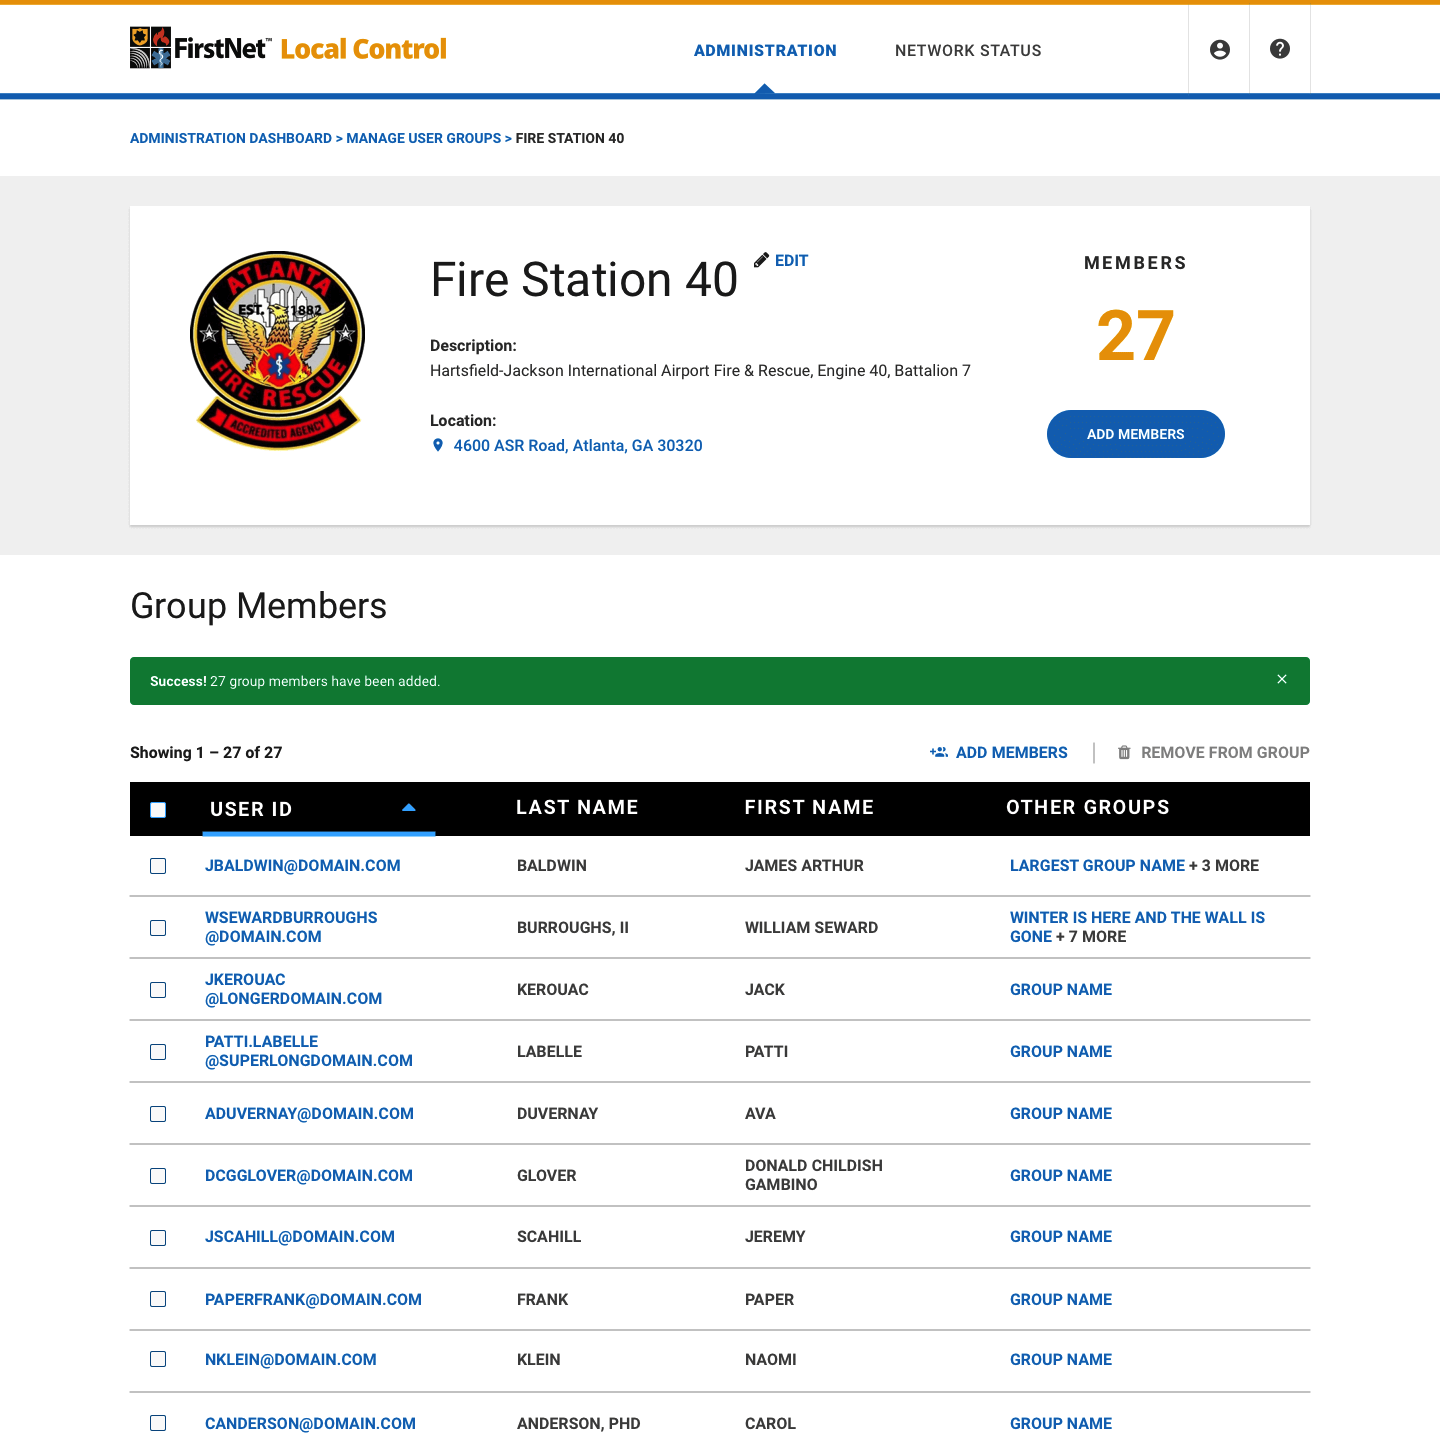 FirstNet™ Local Control
ADMINISTRATION
NETWORK STATUS
ADMINISTRATION DASHBOARD > MANAGE USER GROUPS > FIRE STATION 40
ATLANTA
EST. 1882
FIRE RESCUE
ACCREDITED AGENCY
Fire Station 40
EDIT
Description:
Hartsfield-Jackson International Airport Fire & Rescue, Engine 40, Battalion 7
Location:
4600 ASR Road, Atlanta, GA 30320
MEMBERS
27
ADD MEMBERS
Group Members
Success! 27 group members have been added.
Showing 1 – 27 of 27
ADD MEMBERS
REMOVE FROM GROUP
USER ID LAST NAME FIRST NAME OTHER GROUPS
JBALDWIN@DOMAIN.COM BALDWIN JAMES ARTHUR LARGEST GROUP NAME + 3 MORE
WSEWARDBURROUGHS
@DOMAIN.COM
BURROUGHS, II
WILLIAM SEWARD
WINTER IS HERE AND THE WALL IS
GONE + 7 MORE
JKEROUAC
@LONGERDOMAIN.COM
KEROUAC
JACK
GROUP NAME
PATTI.LABELLE
@SUPERLONGDOMAIN.COM
LABELLE
PATTI
GROUP NAME
ADUVERNAY@DOMAIN.COM DUVERNAY AVA GROUP NAME
DCGGLOVER@DOMAIN.COM
GLOVER
DONALD CHILDISH
GAMBINO
GROUP NAME
JSCAHILL@DOMAIN.COM SCAHILL JEREMY GROUP NAME
PAPERFRANK@DOMAIN.COM FRANK PAPER GROUP NAME
NKLEIN@DOMAIN.COM KLEIN NAOMI GROUP NAME
CANDERSON@DOMAIN.COM ANDERSON, PHD CAROL GROUP NAME